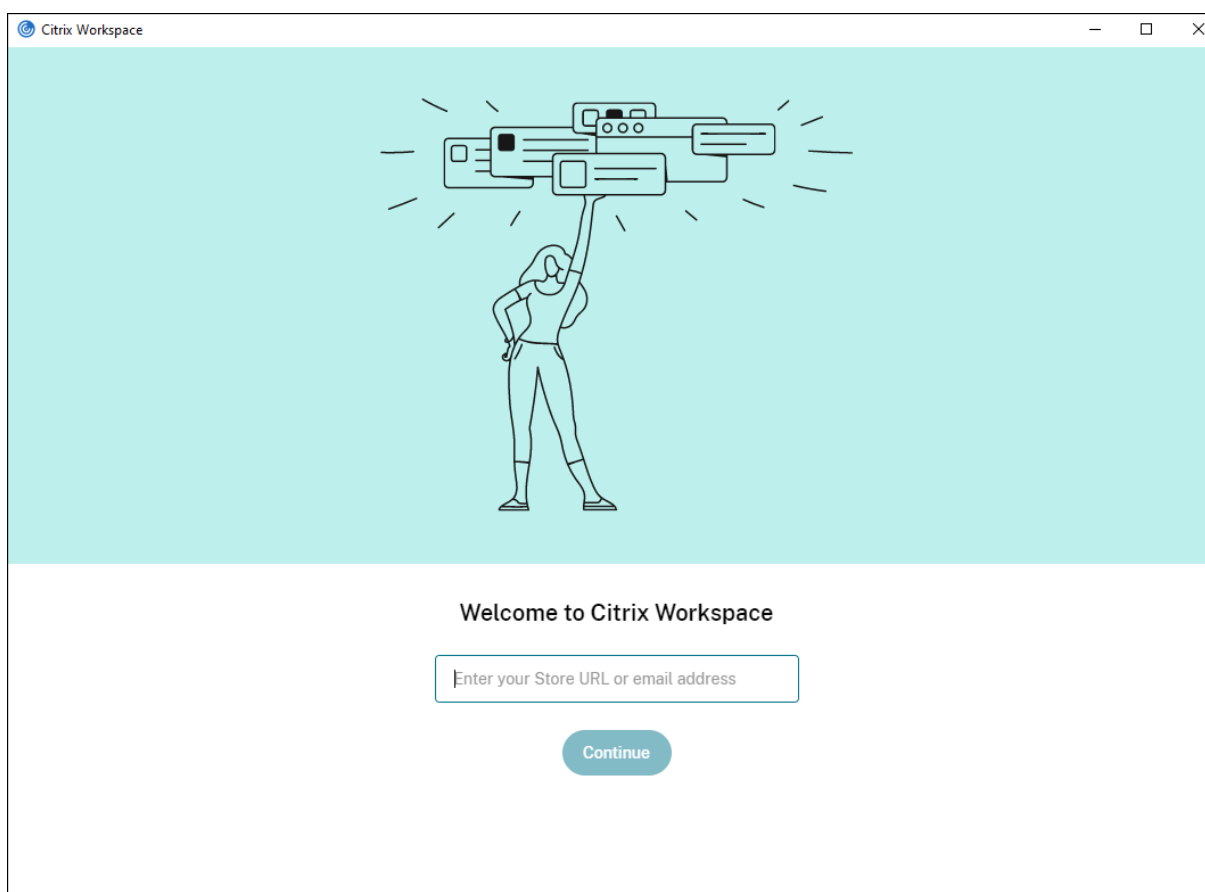 Citrix Workspace
Welcome to Citrix Workspace
Enter your Store URL or email address
Continue